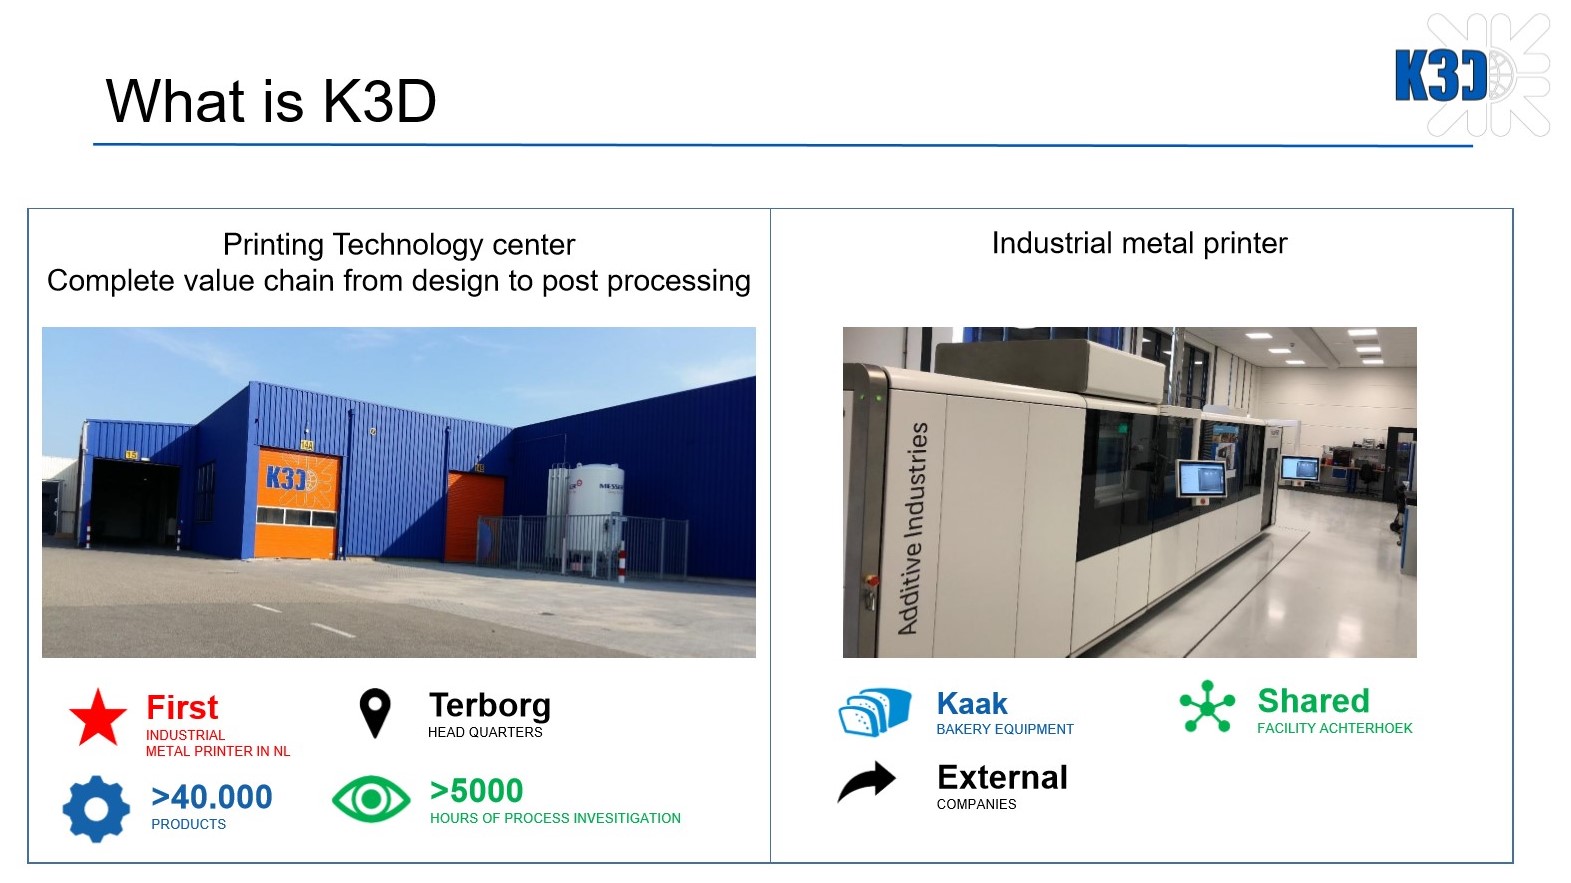 What is K3D
K3D
Printing Technology center
Complete value chain from design to post processing
K3D
First
INDUSTRIAL
METAL PRINTER IN NL
Terborg
HEAD QUARTERS
>40.000
PRODUCTS
>5000
HOURS OF PROCESS INVESITIGATION
Industrial metal printer
Additive Industries
Kaak
BAKERY EQUIPMENT
Shared
FACILITY ACHTERHOEK
External
COMPANIES